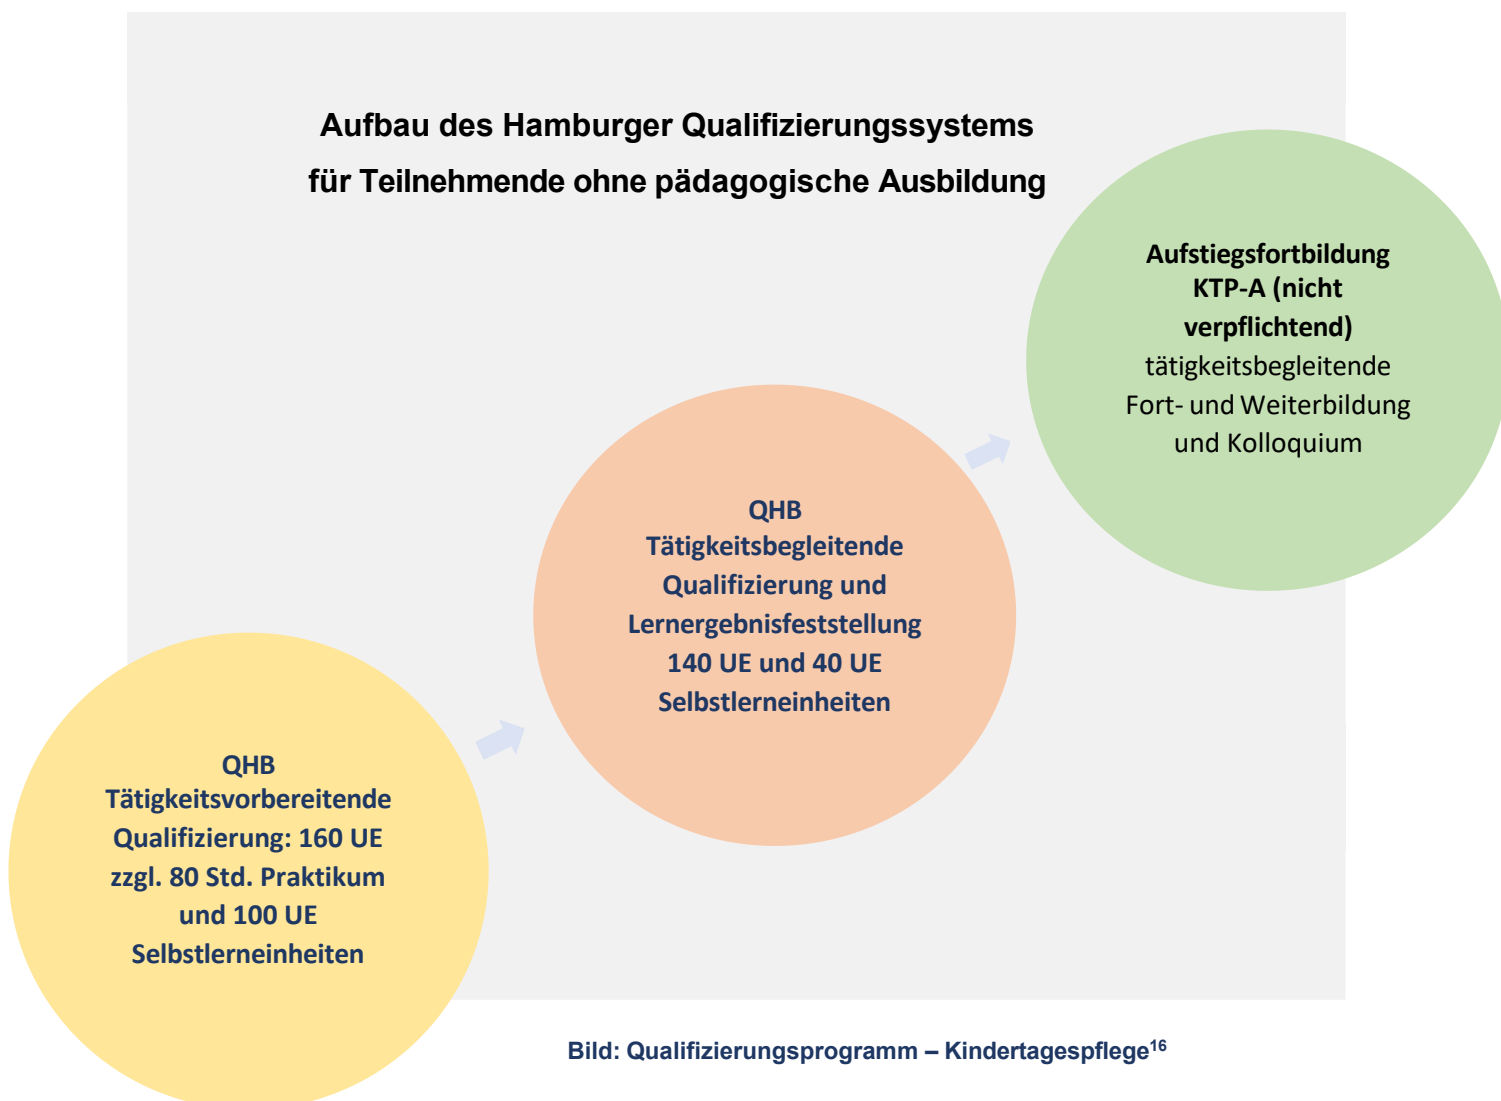 Aufbau des Hamburger Qualifizierungssystems
für Teilnehmende ohne pädagogische Ausbildung
Aufstiegsfortbildung
KTP-A (nicht
verpflichtend)
tätigkeitsbegleitende
Fort- und Weiterbildung
und Kolloquium
QHB
Tätigkeitsbegleitende
Qualifizierung und
Lernergebnisfeststellung
140 UE und 40 UE
Selbstlerneinheiten
QHB
Tätigkeitsvorbereitende
Qualifizierung: 160 UE
zzgl. 80 Std. Praktikum
und 100 UE
Selbstlerneinheiten
Bild: Qualifizierungsprogramm – Kindertagespflege¹⁶